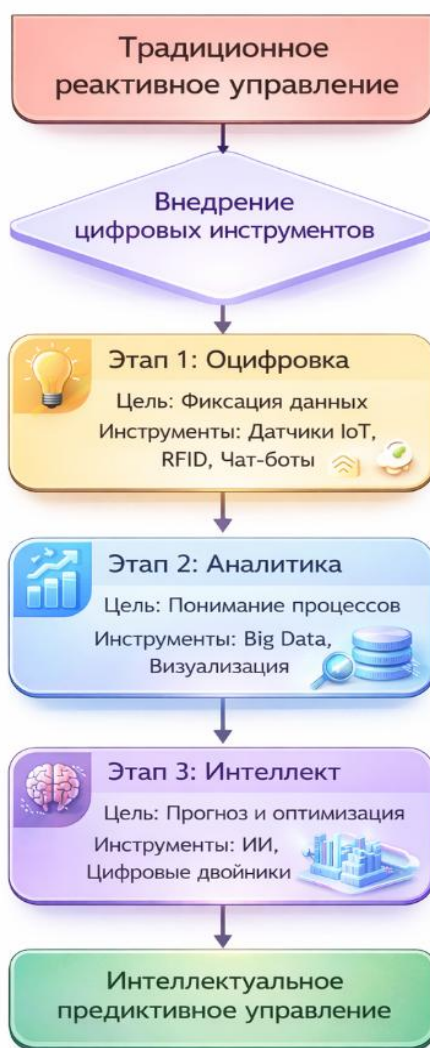 Традиционное
реактивное управление
Внедрение
цифровых инструментов
Этап 1: Оцифровка
Цель: Фиксация данных
Инструменты: Датчики IoT,
RFID, Чат-боты
Этап 2: Аналитика
Цель: Понимание процессов
Инструменты: Big Data,
Визуализация
Этап 3: Интеллект
Цель: Прогноз и оптимизация
Инструменты: ИИ,
Цифровые двойники
Интеллектуальное
предиктивное управление